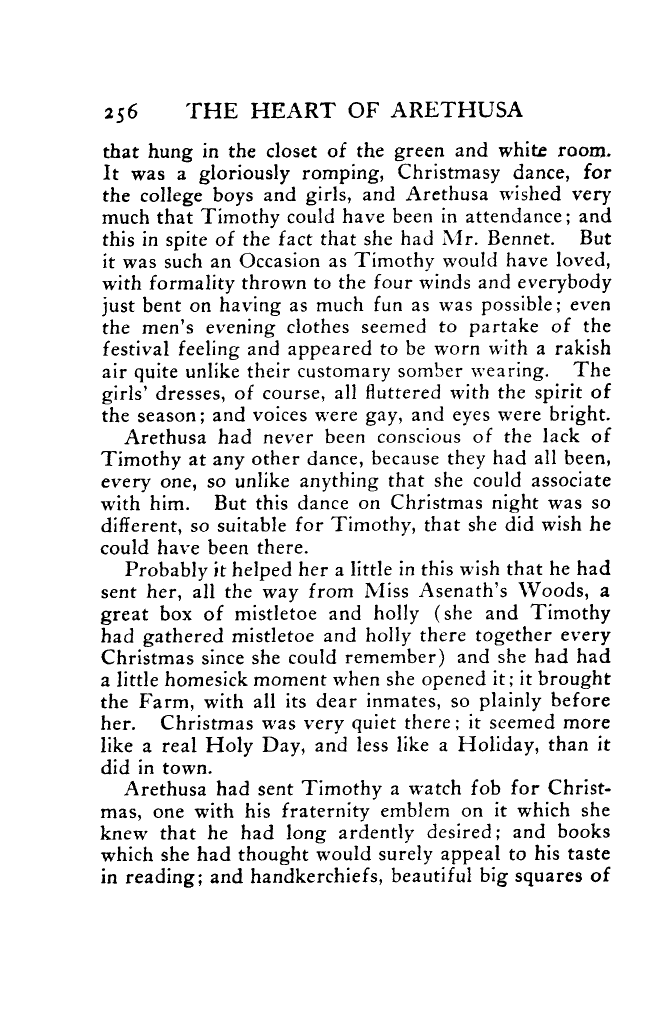 256 THE HEART OF ARETHUSA
that hung in the closet of the green and white room.
It was a gloriously romping, Christmasy dance, for
the college boys and girls, and Arethusa wished very
much that Timothy could have been in attendance; and
this in spite of the fact that she had Mr. Bennet. But
it was such an Occasion as Timothy would have loved,
with formality thrown to the four winds and everybody
just bent on having as much fun as was possible; even
the men's evening clothes seemed to partake of the
festival feeling and appeared to be worn with a rakish
air quite unlike their customary somber wearing. The
girls' dresses, of course, all fluttered with the spirit of
the season; and voices were gay, and eyes were bright.
Arethusa had never been conscious of the lack of
Timothy at any other dance, because they had all been,
every one, so unlike anything that she could associate
with him. But this dance on Christmas night was so
different, so suitable for Timothy, that she did wish he
could have been there.
Probably it helped her a little in this wish that he had
sent her, all the way from Miss Asenath's Woods, a
great box of mistletoe and holly (she and Timothy
had gathered mistletoe and holly there together every
Christmas since she could remember) and she had had
a little homesick moment when she opened it; it brought
the Farm, with all its dear inmates, so plainly before
her. Christmas was very quiet there; it seemed more
like a real Holy Day, and less like a Holiday, than it
did in town.
Arethusa had sent Timothy a watch fob for Christ-
mas, one with his fraternity emblem on it which she
knew that he had long ardently desired; and books
which she had thought would surely appeal to his taste
in reading; and handkerchiefs, beautiful big squares of